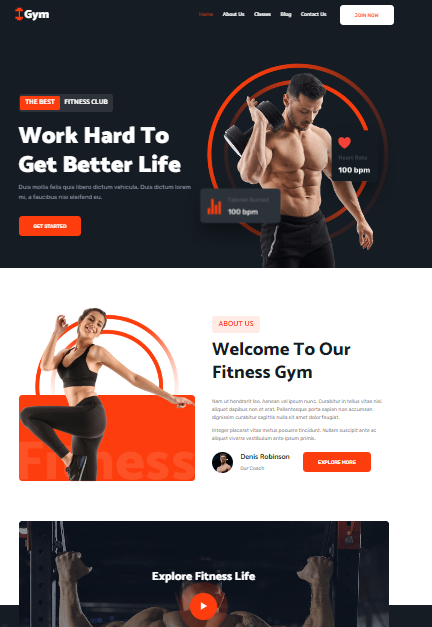 Gym
Home About Us Classes Blog Contact Us JOIN NOW
THE BEST FITNESS CLUB
Work Hard To
Get Better Life
Duis mollis felis quis libero dictum vehicula. Duis dictum lorem
mi, a faucibus nisi eleifend eu.
GET STARTED
Heart Rate
100 bpm
Calories Burned
100 bpm
ABOUT US
Welcome To Our
Fitness Gym
Nam ut hendrerit leo. Aenean vel ipsum nunc. Curabitur in tellus vitae nisi
aliquet dapibus non et erat. Pellentesque porta sapien non accumsan
dignissim curabitur mattis nulla sit amet dolor feugiat.
Integer placerat vitae metus posuere tincidunt. Nullam suscipit ante ac
aliquet viverra vestibulum ante ipsum primis.
Fitness
Denis Robinson
Our Coach
EXPLORE MORE
Explore Fitness Life